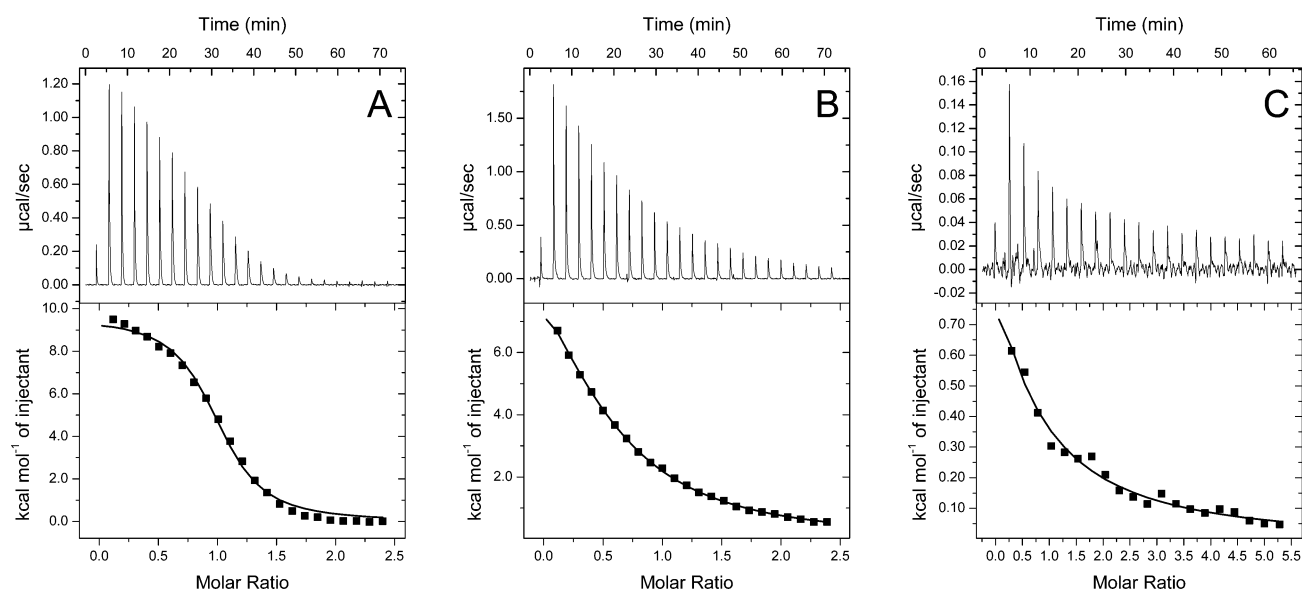 Time (min)
0 10 20 30 40 50 60 70
A
1.20
1.00
0.80
0.60
0.40
0.20
0.00
µcal/sec
10.0
8.0
6.0
4.0
2.0
0.0
kcal mol⁻¹ of injectant
0.0 0.5 1.0 1.5 2.0 2.5
Molar Ratio
Time (min)
0 10 20 30 40 50 60 70
B
1.50
1.00
0.50
0.00
µcal/sec
6.0
4.0
2.0
kcal mol⁻¹ of injectant
0.0 0.5 1.0 1.5 2.0 2.5
Molar Ratio
Time (min)
0 10 20 30 40 50 60
C
0.16
0.14
0.12
0.10
0.08
0.06
0.04
0.02
0.00
-0.02
µcal/sec
0.70
0.60
0.50
0.40
0.30
0.20
0.10
kcal mol⁻¹ of injectant
0.0 0.5 1.0 1.5 2.0 2.5 3.0 3.5 4.0 4.5 5.0 5.5
Molar Ratio